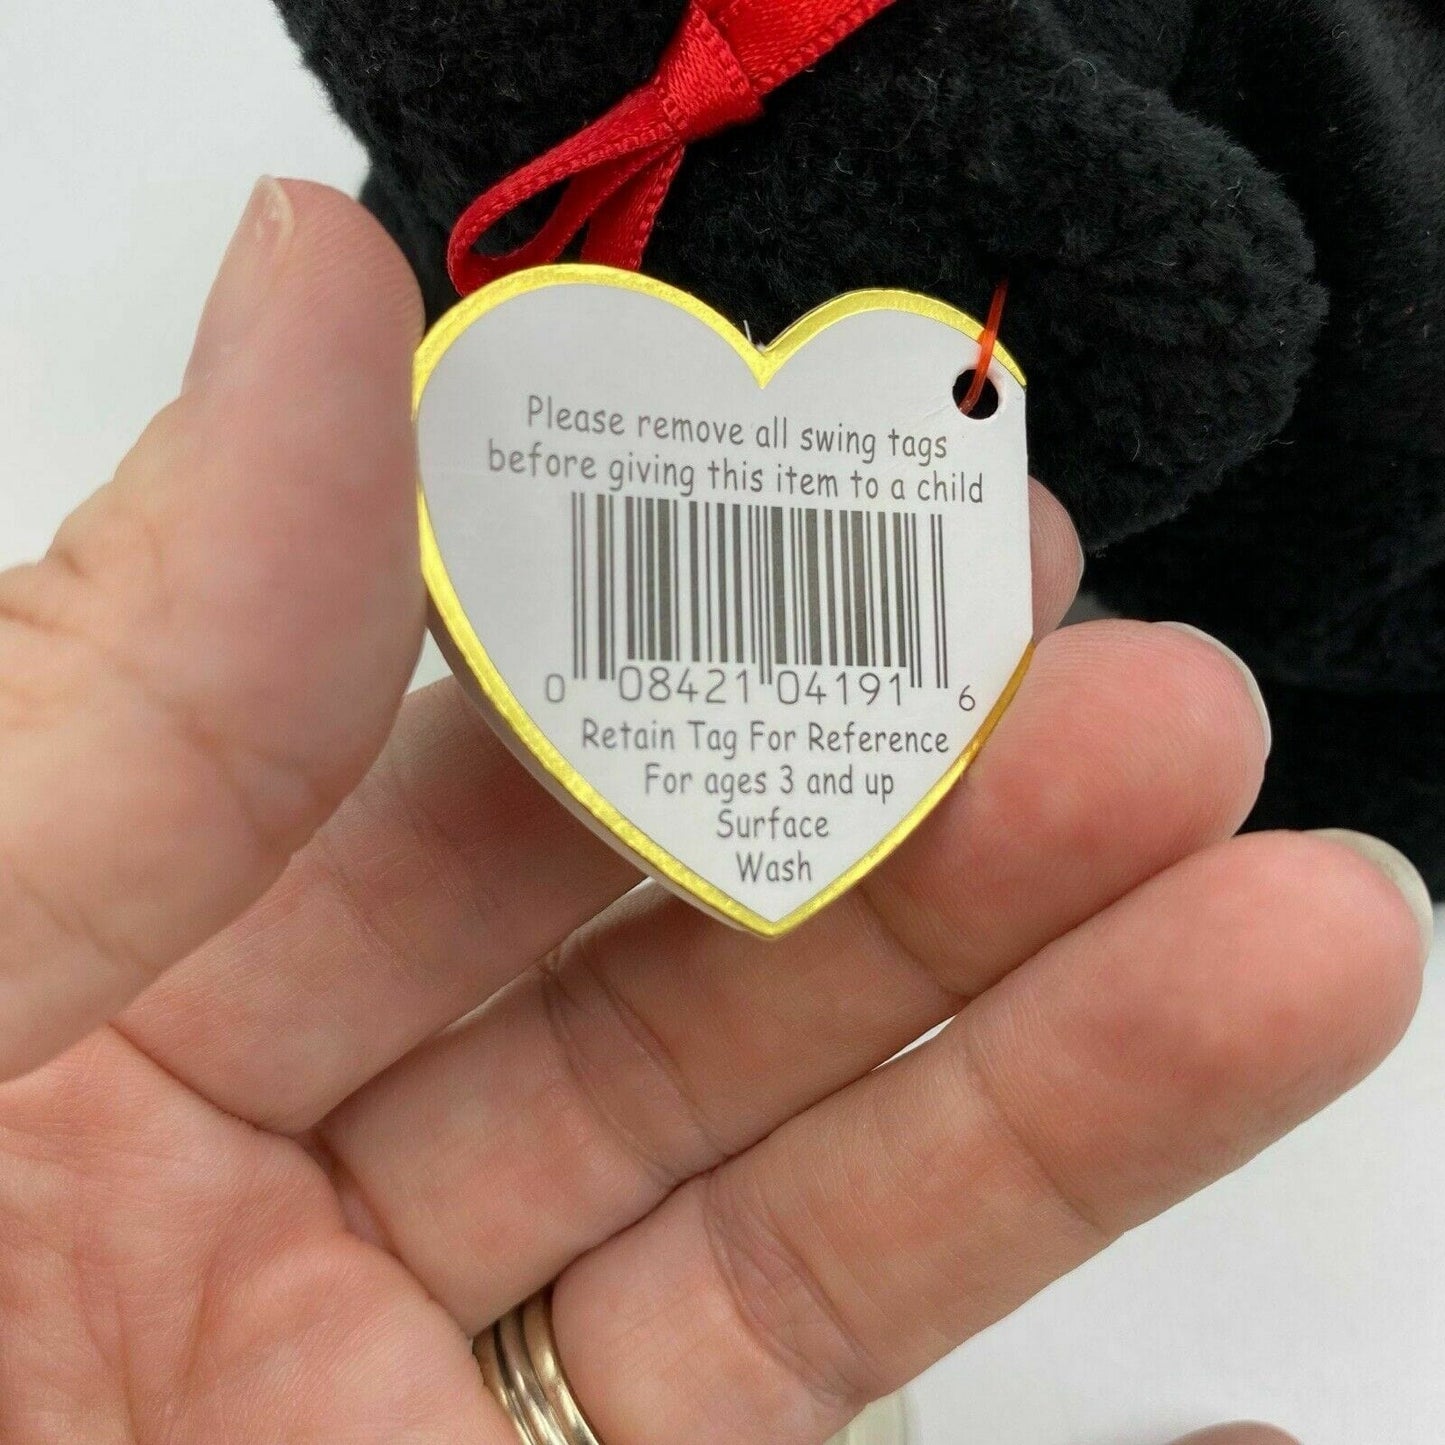 Please remove all swing tags
before giving this item to a child
0 08421 04191 6
Retain Tag For Reference
For ages 3 and up
Surface
Wash